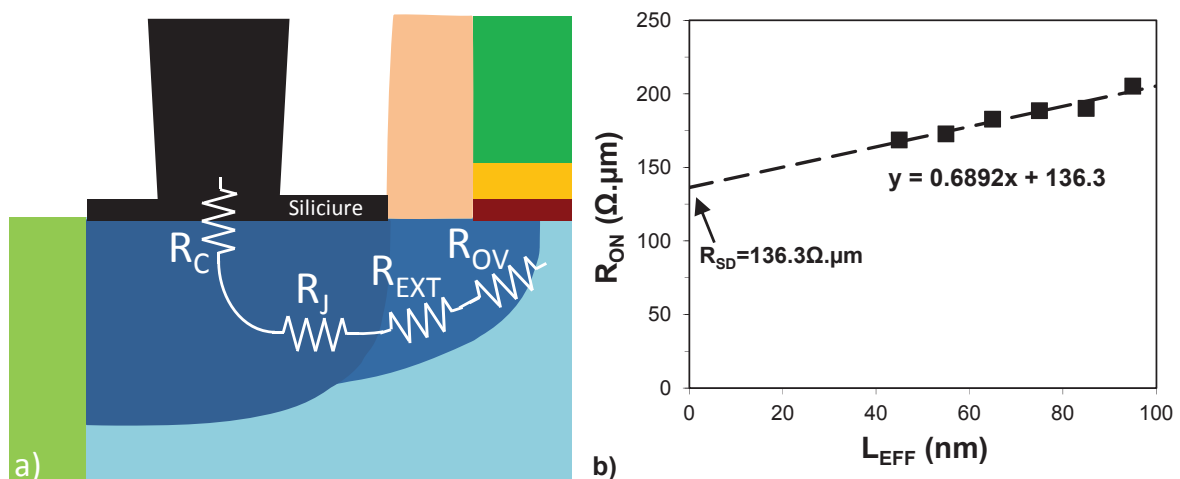 Siliciure
R_C
R_J
R_EXT
R_OV
a)
250
200
150
100
50
0
R_ON (Ω.µm)
y = 0.6892x + 136.3
R_SD=136.3Ω.µm
0 20 40 60 80 100
L_EFF (nm)
b)